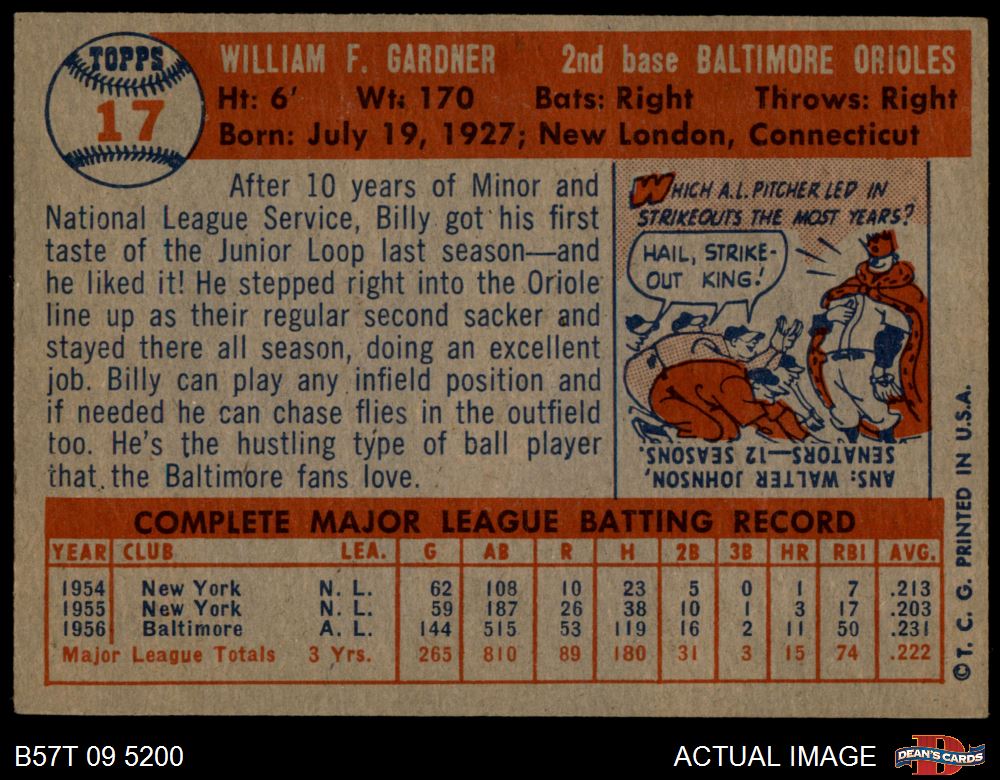 TOPPS
17
WILLIAM F. GARDNER 2nd base BALTIMORE ORIOLES
Ht: 6' Wt: 170 Bats: Right Throws: Right
Born: July 19, 1927; New London, Connecticut
After 10 years of Minor and
National League Service, Billy got his first
taste of the Junior Loop last season—and
he liked it! He stepped right into the Oriole
line up as their regular second sacker and
stayed there all season, doing an excellent
job. Billy can play any infield position and
if needed he can chase flies in the outfield
too. He's the hustling type of ball player
that the Baltimore fans love.
WHICH A.L. PITCHER LED IN
STRIKEOUTS THE MOST YEARS?
HAIL, STRIKE-
OUT KING!
ANS: WALTER JOHNSON,
SENATORS—12 SEASONS.
COMPLETE MAJOR LEAGUE BATTING RECORD
YEAR CLUB LEA. G AB R H 2B 3B HR RBI AVG.
1954 New York N. L. 62 108 10 23 5 0 1 7 .213
1955 New York N. L. 59 187 26 38 10 1 3 17 .203
1956 Baltimore A. L. 144 515 53 119 16 2 11 50 .231
Major League Totals 3 Yrs. 265 810 89 180 31 3 15 74 .222
© T. C. G. PRINTED IN U.S.A.
B57T 09 5200
ACTUAL IMAGE
DEAN'S CARDS